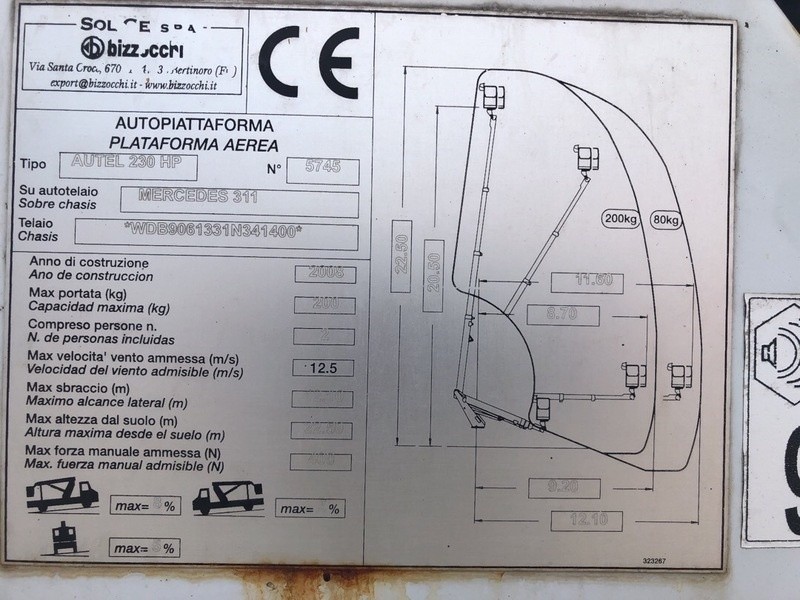 bizzocchi
Via Santa Croce, 670
export@bizzocchi.it - www.bizzocchi.it
CE
AUTOPIATTAFORMA
PLATAFORMA AEREA
Tipo AUTEL 230 HP N° 5745
Su autotelaio
Sobre chasis MERCEDES 311
Telaio
Chasis *WDB9061331N341400*
Anno di costruzione
Ano de construccion 2008
Max portata (kg)
Capacidad maxima (kg) 200
Compreso persone n.
N. de personas incluidas
Max velocita' vento ammessa (m/s)
Velocidad del viento admisible (m/s) 12.5
Max sbraccio (m)
Maximo alcance lateral (m)
Max altezza dal suolo (m)
Altura maxima desde el suelo (m)
Max forza manuale ammessa (N)
Max. fuerza manual admisible (N)
max= % max= %
max= %
22.50
20.50
200kg 80kg
11.60
8.70
9.20
12.10
323267